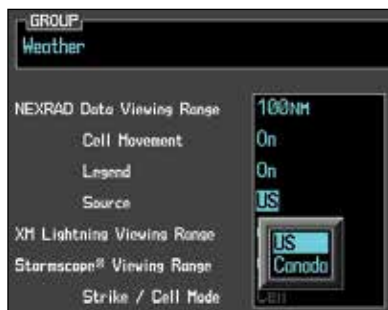 GROUP
Weather
NEXRAD Data Viewing Range 100NM
Cell Movement On
Legend On
Source US
XM Lightning Viewing Range
US
Stormscope® Viewing Range
Canada
Strike / Cell Mode Cell